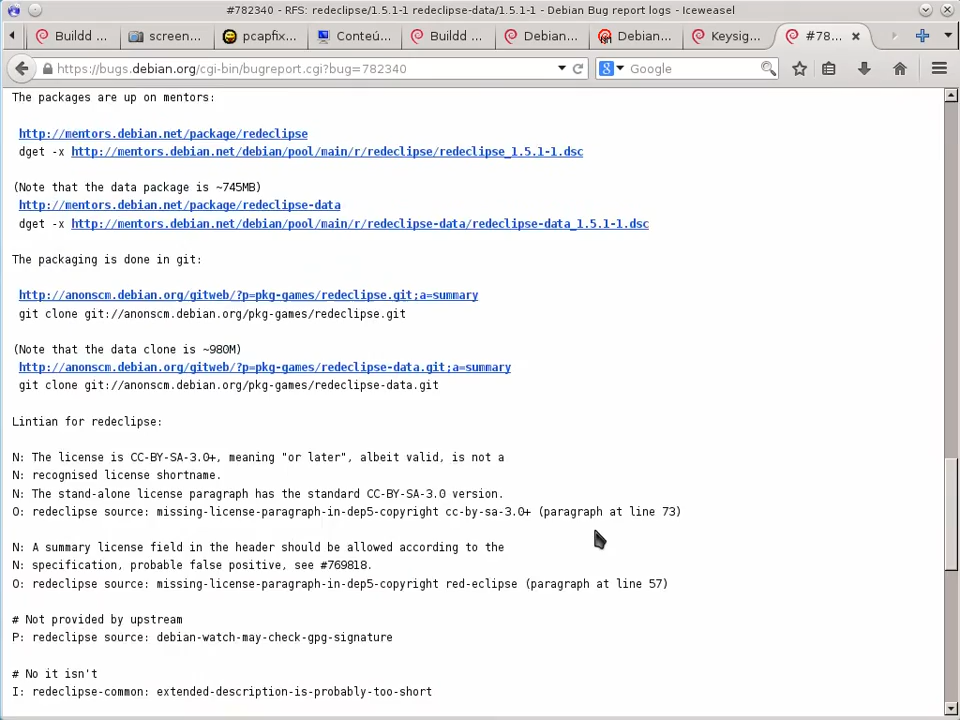 #782340 - RFS: redeclipse/1.5.1-1 redeclipse-data/1.5.1-1 - Debian Bug report logs - Iceweasel
Buildd ... screen... pcapfix... Conteú... Buildd ... Debian... Debian... Keysig... #78...
https://bugs.debian.org/cgi-bin/bugreport.cgi?bug=782340 Google
The packages are up on mentors:
http://mentors.debian.net/package/redeclipse
dget -x http://mentors.debian.net/debian/pool/main/r/redeclipse/redeclipse_1.5.1-1.dsc
(Note that the data package is ~745MB)
http://mentors.debian.net/package/redeclipse-data
dget -x http://mentors.debian.net/debian/pool/main/r/redeclipse-data/redeclipse-data_1.5.1-1.dsc
The packaging is done in git:
http://anonscm.debian.org/gitweb/?p=pkg-games/redeclipse.git;a=summary
git clone git://anonscm.debian.org/pkg-games/redeclipse.git
(Note that the data clone is ~980M)
http://anonscm.debian.org/gitweb/?p=pkg-games/redeclipse-data.git;a=summary
git clone git://anonscm.debian.org/pkg-games/redeclipse-data.git
Lintian for redeclipse:
N: The license is CC-BY-SA-3.0+, meaning "or later", albeit valid, is not a
N: recognised license shortname.
N: The stand-alone license paragraph has the standard CC-BY-SA-3.0 version.
O: redeclipse source: missing-license-paragraph-in-dep5-copyright cc-by-sa-3.0+ (paragraph at line 73)
N: A summary license field in the header should be allowed according to the
N: specification, probable false positive, see #769818.
O: redeclipse source: missing-license-paragraph-in-dep5-copyright red-eclipse (paragraph at line 57)
# Not provided by upstream
P: redeclipse source: debian-watch-may-check-gpg-signature
# No it isn't
I: redeclipse-common: extended-description-is-probably-too-short